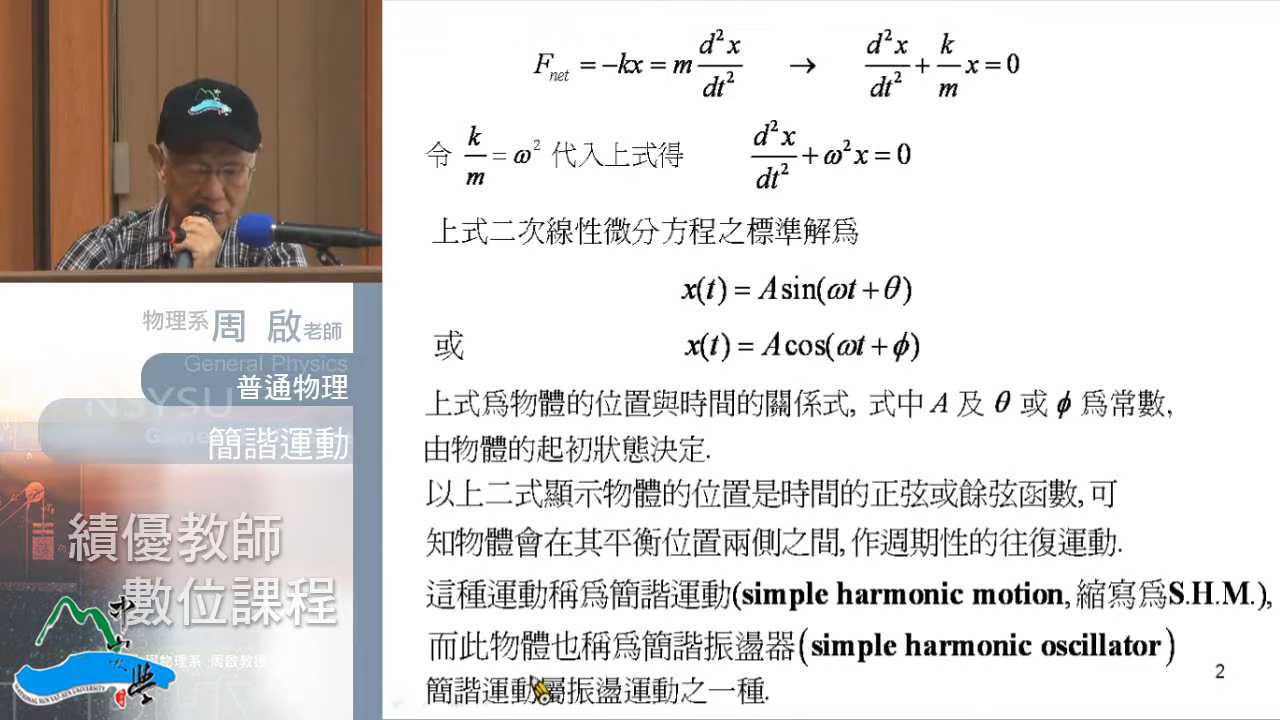 F_net = -kx = m d²x/dt² → d²x/dt² + k/m x = 0
令 k/m = ω² 代入上式得 d²x/dt² + ω²x = 0
上式二次線性微分方程之標準解為
x(t) = A sin(ωt + θ)
或 x(t) = A cos(ωt + ϕ)
上式為物體的位置與時間的關係式, 式中 A 及 θ 或 ϕ 為常數,
由物體的起初狀態決定.
以上二式顯示物體的位置是時間的正弦或餘弦函數, 可
知物體會在其平衡位置兩側之間, 作週期性的往復運動.
這種運動稱為簡諧運動(simple harmonic motion, 縮寫為S.H.M.),
而此物體也稱為簡諧振盪器(simple harmonic oscillator)
簡諧運動屬振盪運動之一種.
2
物理系 周 啟 老師
General Physics
普通物理
NSYSU
簡諧運動
績優教師
數位課程
物理系 周啟教授